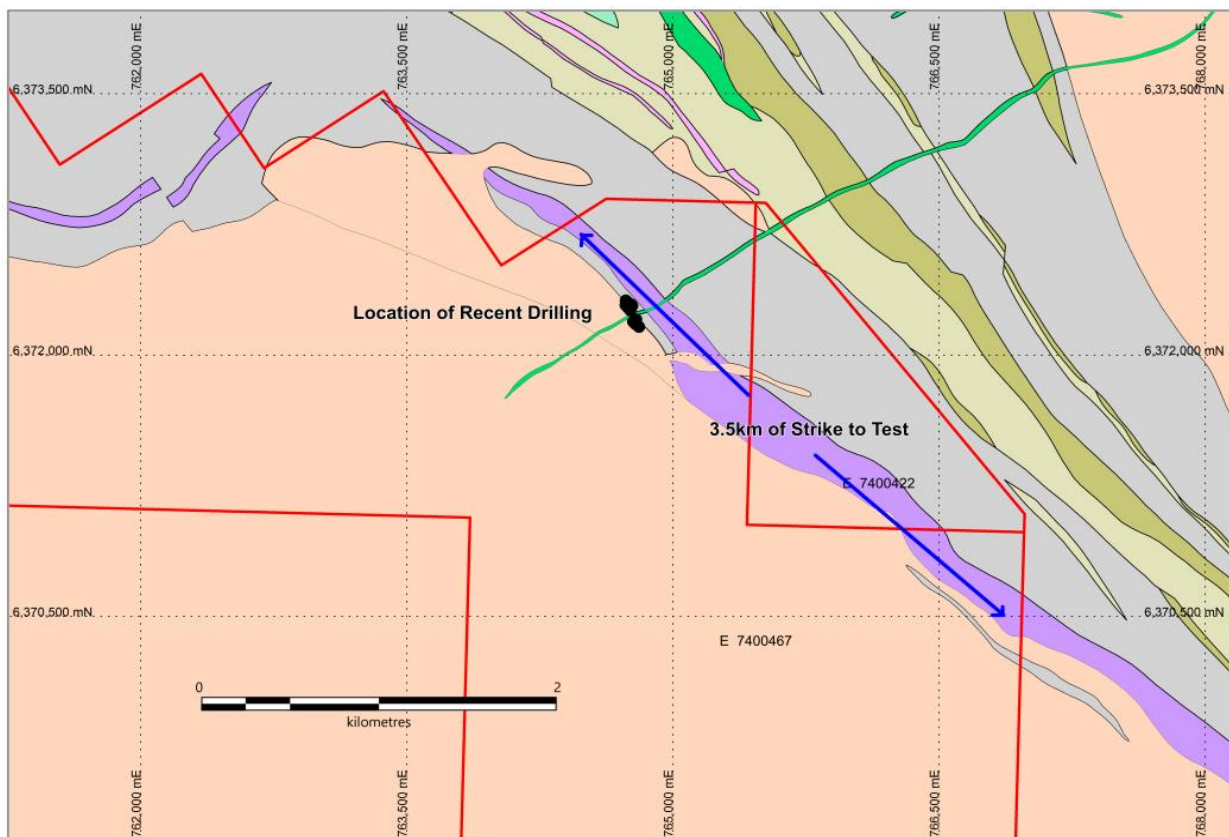 762,000 mE
763,500 mE
765,000 mE
766,500 mE
768,000 mE
6,373,500 mN
6,373,500 mN
Location of Recent Drilling
6,372,000 mN
6,372,000 mN
3.5km of Strike to Test
E 7400422
6,370,500 mN
6,370,500 mN
E 7400467
0
2
kilometres
762,000 mE
763,500 mE
765,000 mE
766,500 mE
768,000 mE